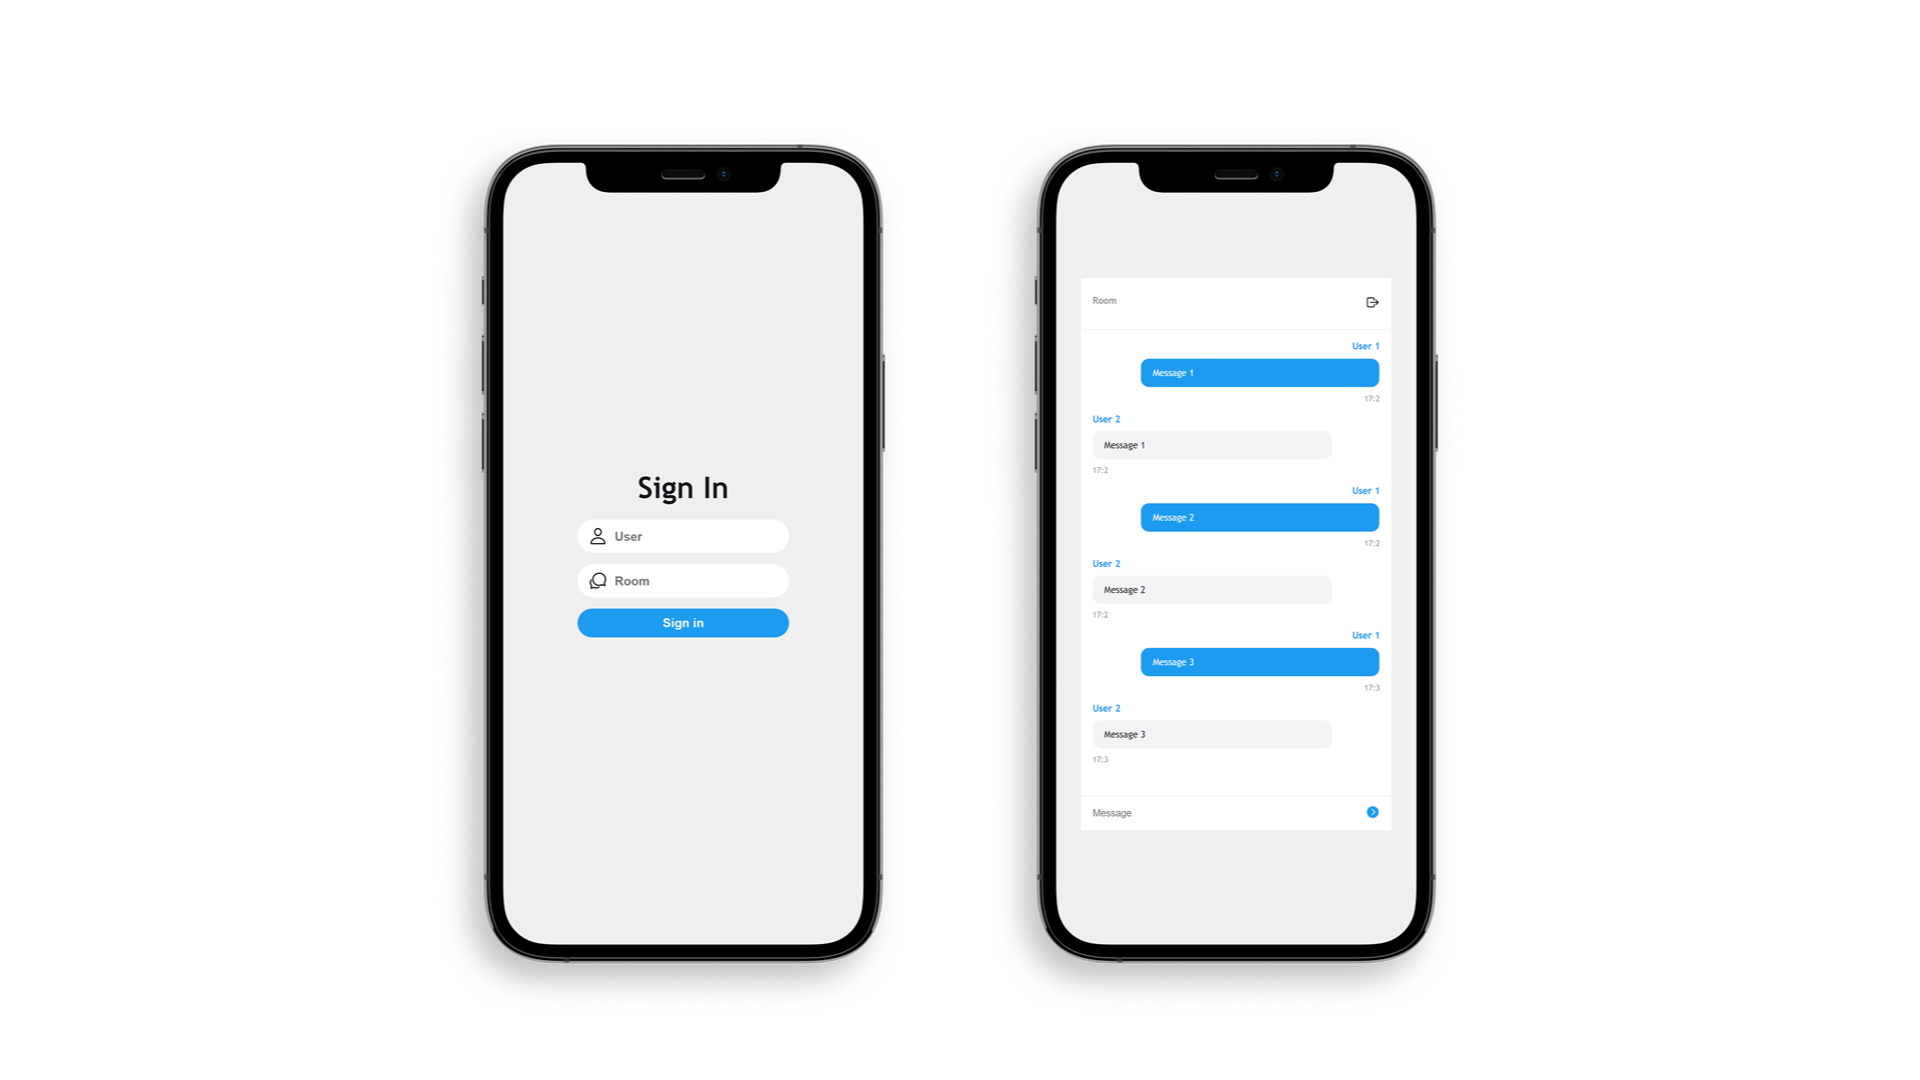 Sign In
User
Room
Sign in
Room
User 1
Message 1
17:2
User 2
Message 1
17:2
User 1
Message 2
17:2
User 2
Message 2
17:2
User 1
Message 3
17:3
User 2
Message 3
17:3
Message